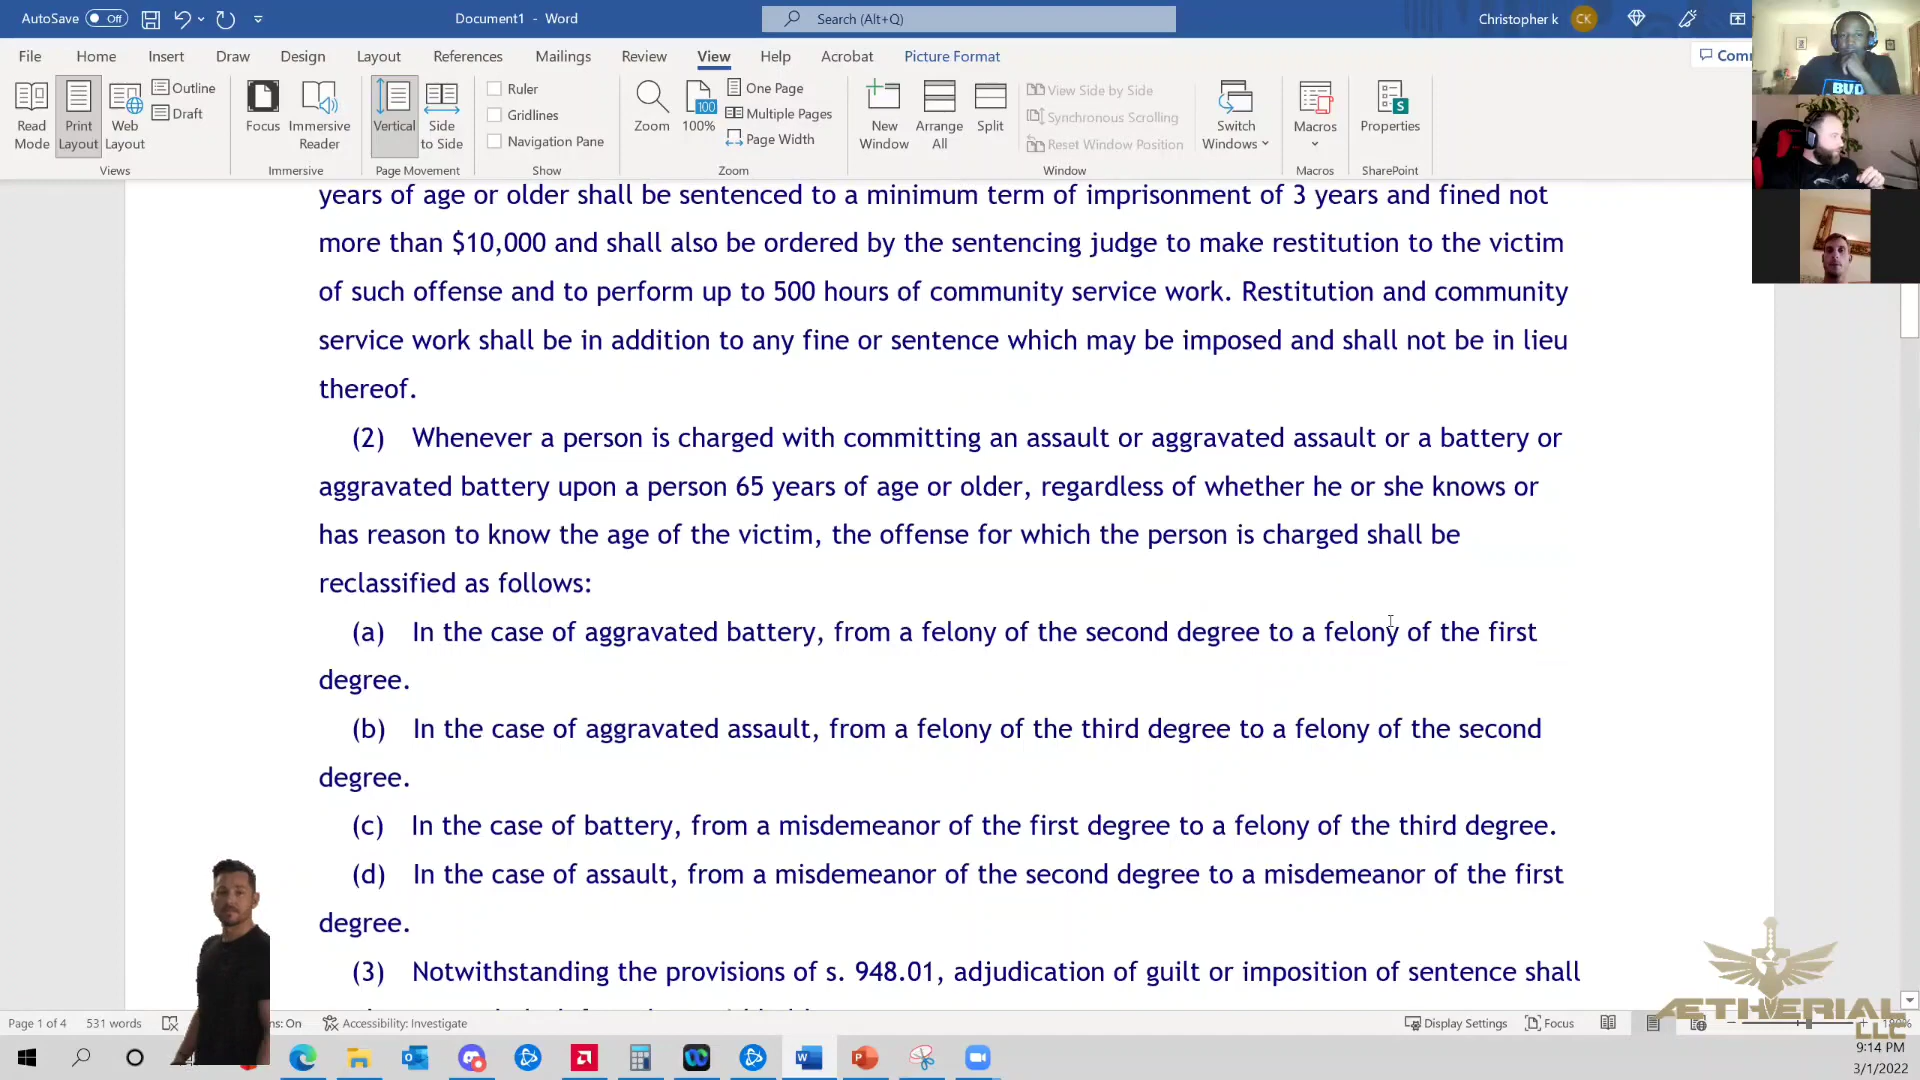 AutoSave Off Document1 - Word Search (Alt+Q) Christopher k CK
File Home Insert Draw Design Layout References Mailings Review View Help Acrobat Picture Format Com
Read Mode Print Layout Web Layout Outline Draft Focus Immersive Reader Vertical Side to Side Ruler Gridlines Navigation Pane Zoom 100 100% One Page Multiple Pages Page Width New Window Arrange All Split View Side by Side Synchronous Scrolling Reset Window Position Switch Windows Macros Properties
Views Immersive Page Movement Show Zoom Window Macros SharePoint
years of age or older shall be sentenced to a minimum term of imprisonment of 3 years and fined not
more than $10,000 and shall also be ordered by the sentencing judge to make restitution to the victim
of such offense and to perform up to 500 hours of community service work. Restitution and community
service work shall be in addition to any fine or sentence which may be imposed and shall not be in lieu
thereof.
(2) Whenever a person is charged with committing an assault or aggravated assault or a battery or
aggravated battery upon a person 65 years of age or older, regardless of whether he or she knows or
has reason to know the age of the victim, the offense for which the person is charged shall be
reclassified as follows:
(a) In the case of aggravated battery, from a felony of the second degree to a felony of the first
degree.
(b) In the case of aggravated assault, from a felony of the third degree to a felony of the second
degree.
(c) In the case of battery, from a misdemeanor of the first degree to a felony of the third degree.
(d) In the case of assault, from a misdemeanor of the second degree to a misdemeanor of the first
degree.
(3) Notwithstanding the provisions of s. 948.01, adjudication of guilt or imposition of sentence shall
ÆTHERIAL
LLC
Page 1 of 4 531 words ns: On Accessibility: Investigate Display Settings Focus
9:14 PM
3/1/2022